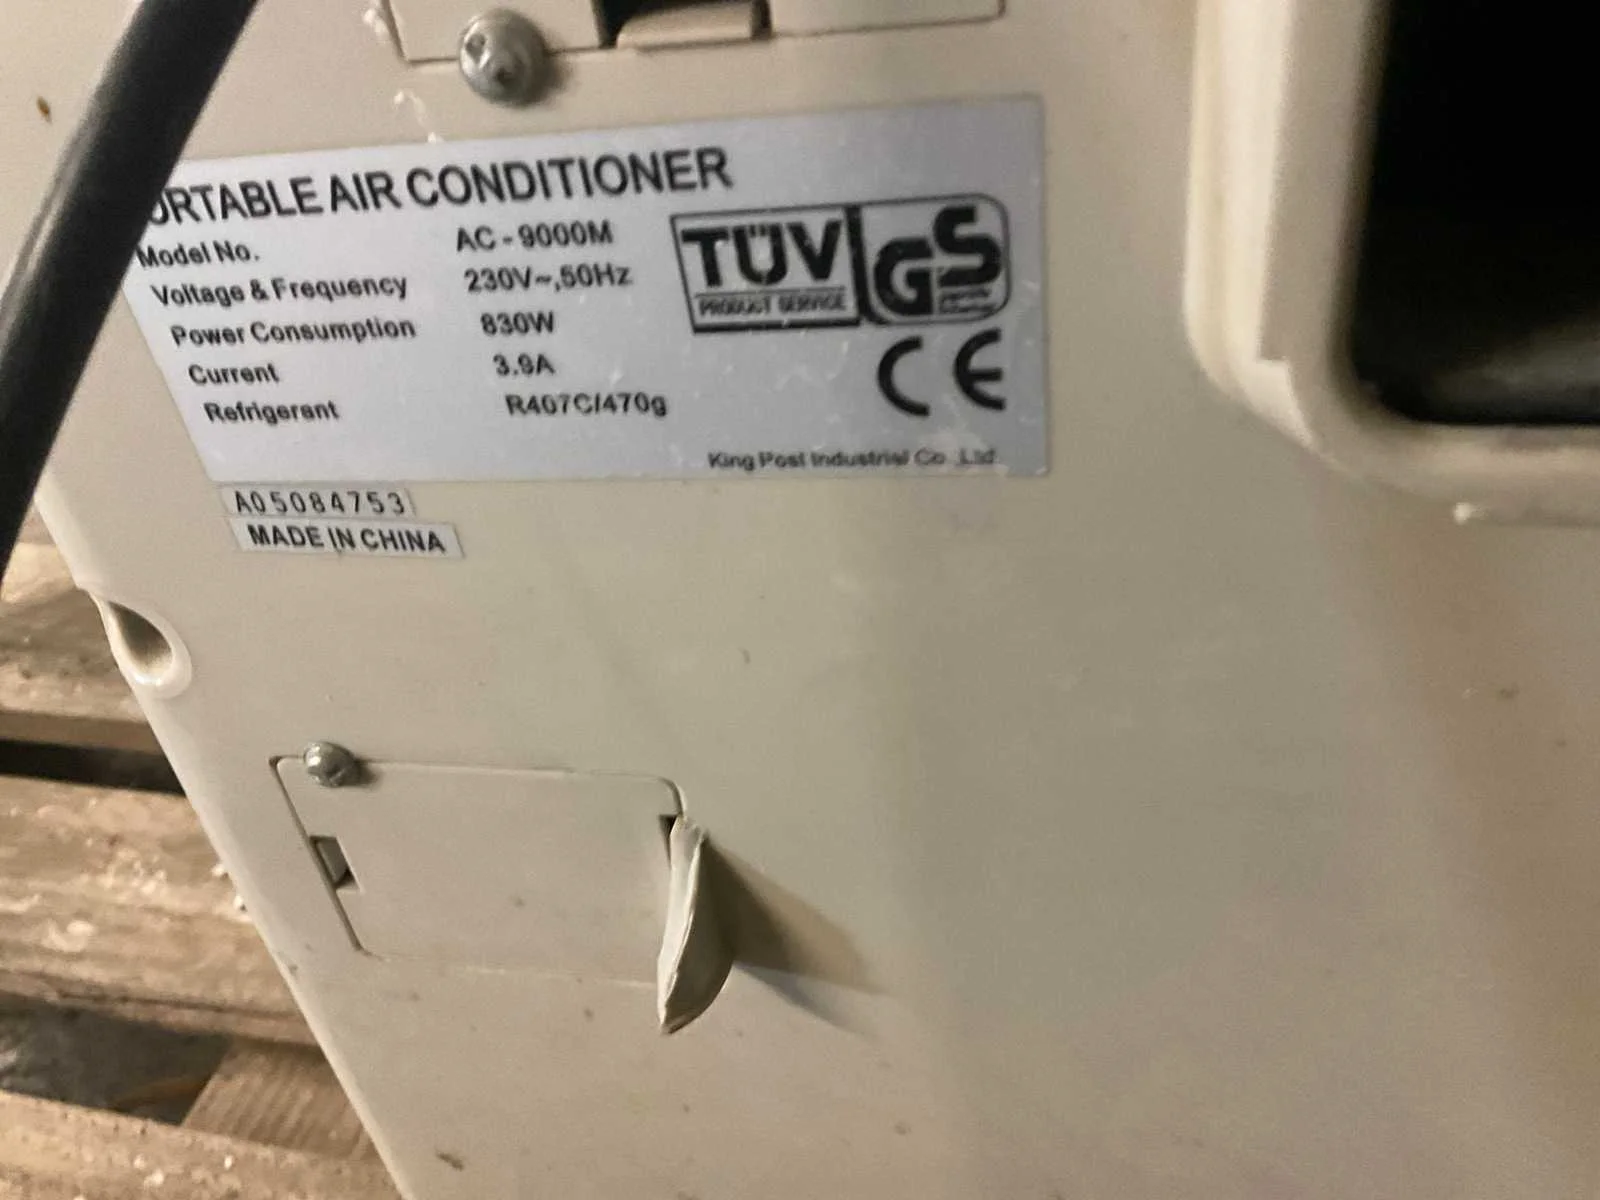 ORTABLE AIR CONDITIONER
Model No. AC-9000M
Voltage & Frequency 230V~,50Hz
Power Consumption 830W
Current 3.9A
Refrigerant R407C/470g
TÜV GS
PRODUCT SERVICE
CE
King Post Industrial Co.,Ltd
A05084753
MADE IN CHINA